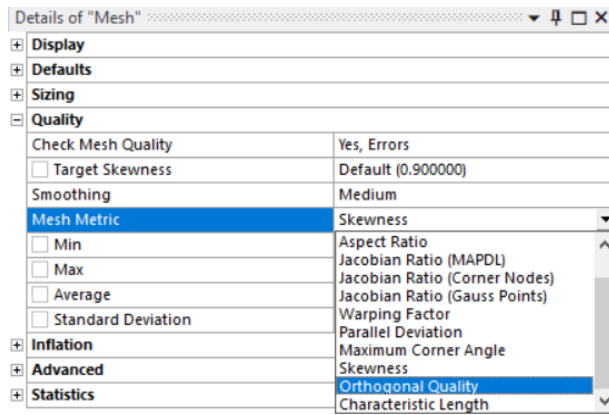 Details of "Mesh"
Display
Defaults
Sizing
Quality
Check Mesh Quality Yes, Errors
Target Skewness Default (0.900000)
Smoothing Medium
Mesh Metric Skewness
Min
Max
Average
Standard Deviation
Aspect Ratio
Jacobian Ratio (MAPDL)
Jacobian Ratio (Corner Nodes)
Jacobian Ratio (Gauss Points)
Warping Factor
Parallel Deviation
Maximum Corner Angle
Skewness
Orthogonal Quality
Characteristic Length
Inflation
Advanced
Statistics